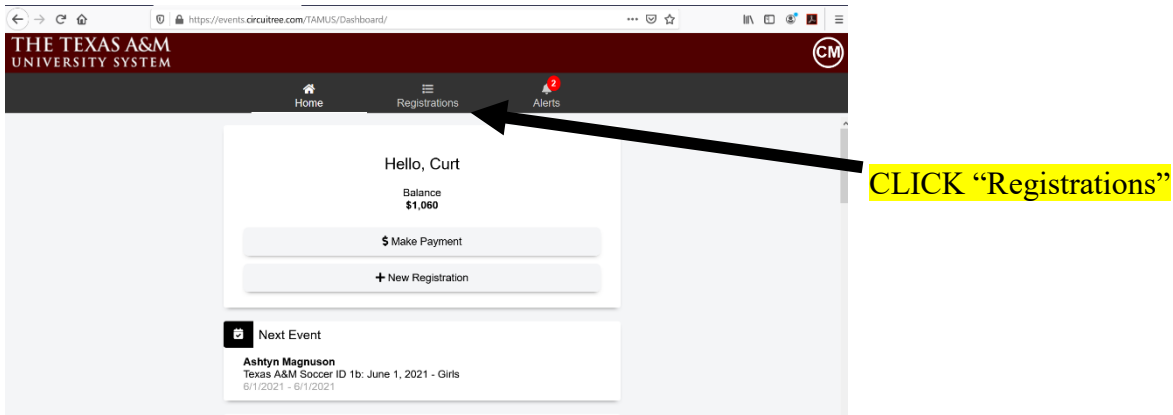 https://events.circuitree.com/TAMUS/Dashboard/
THE TEXAS A&M
UNIVERSITY SYSTEM
CM
Home
Registrations
2
Alerts
Hello, Curt
Balance
$1,060
$ Make Payment
+ New Registration
CLICK “Registrations”
Next Event
Ashtyn Magnuson
Texas A&M Soccer ID 1b: June 1, 2021 - Girls
6/1/2021 - 6/1/2021